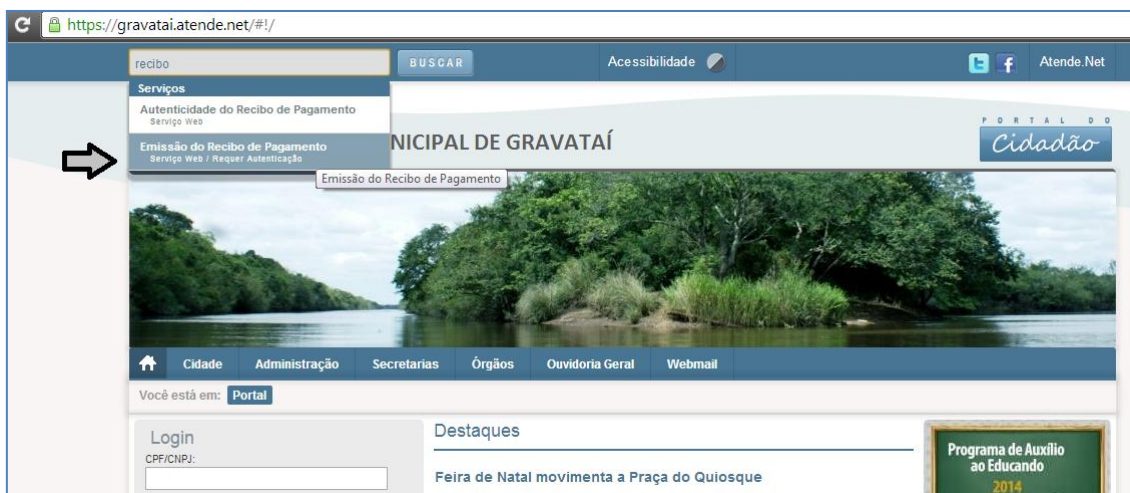 https://gravatai.atende.net/#!/
recibo
BUSCAR
Acessibilidade
Atende.Net
Serviços
Autenticidade do Recibo de Pagamento
Serviço Web
Emissão do Recibo de Pagamento
Serviço Web / Requer Autenticação
NICIPAL DE GRAVATAÍ
PORTAL DO
Cidadão
Emissão do Recibo de Pagamento
Cidade Administração Secretarias Órgãos Ouvidoria Geral Webmail
Você está em: Portal
Login
CPF/CNPJ:
Destaques
Feira de Natal movimenta a Praça do Quiosque
Programa de Auxílio
ao Educando
2014